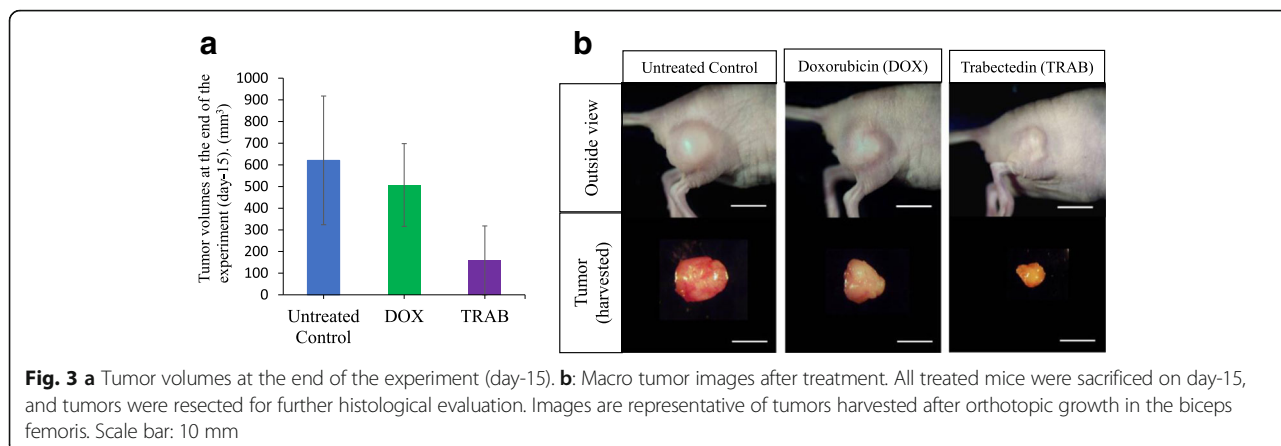 a
Tumor volumes at the end of the
experiment (day-15). (mm³)
1000
900
800
700
600
500
400
300
200
100
0
Untreated
Control
DOX
TRAB
b
Untreated Control
Doxorubicin (DOX)
Trabectedin (TRAB)
Outside view
Tumor
(harvested)
Fig. 3 a Tumor volumes at the end of the experiment (day-15). b: Macro tumor images after treatment. All treated mice were sacrificed on day-15,
and tumors were resected for further histological evaluation. Images are representative of tumors harvested after orthotopic growth in the biceps
femoris. Scale bar: 10 mm